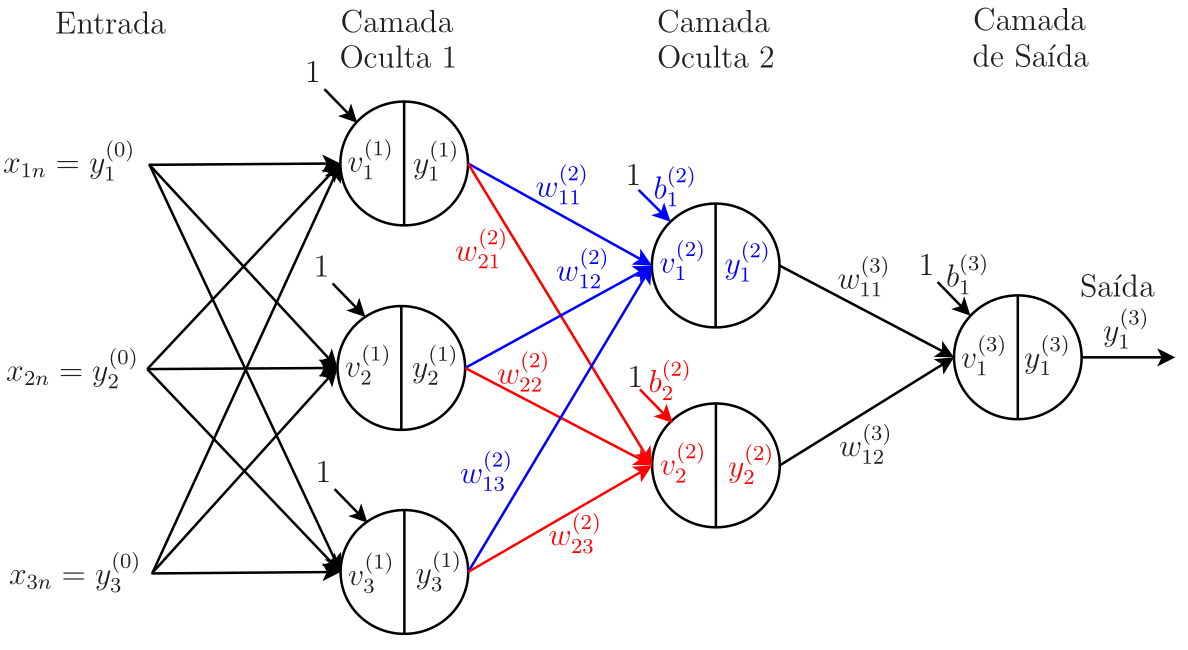 Entrada
Camada
Oculta 1
Camada
Oculta 2
Camada
de Saída
1
x_{1n} = y_1^{(0)}
v_1^{(1)} y_1^{(1)}
w_{11}^{(2)}
1 b_1^{(2)}
w_{21}^{(2)}
w_{12}^{(2)}
v_1^{(2)} y_1^{(2)}
w_{11}^{(3)}
1 b_1^{(3)}
Saída
y_1^{(3)}
1
x_{2n} = y_2^{(0)}
v_2^{(1)} y_2^{(1)}
w_{22}^{(2)}
1 b_2^{(2)}
v_1^{(3)} y_1^{(3)}
w_{12}^{(3)}
1
w_{13}^{(2)}
v_2^{(2)} y_2^{(2)}
w_{23}^{(2)}
x_{3n} = y_3^{(0)}
v_3^{(1)} y_3^{(1)}